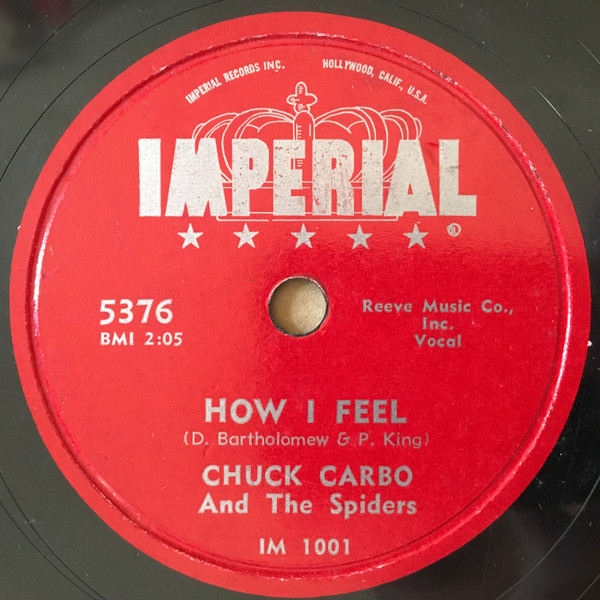 IMPERIAL RECORDS INC. HOLLYWOOD, CALIF., U.S.A.
IMPERIAL
5376
BMI 2:05
Reeve Music Co.,
Inc.
Vocal
HOW I FEEL
(D. Bartholomew & P. King)
CHUCK CARBO
And The Spiders
IM 1001